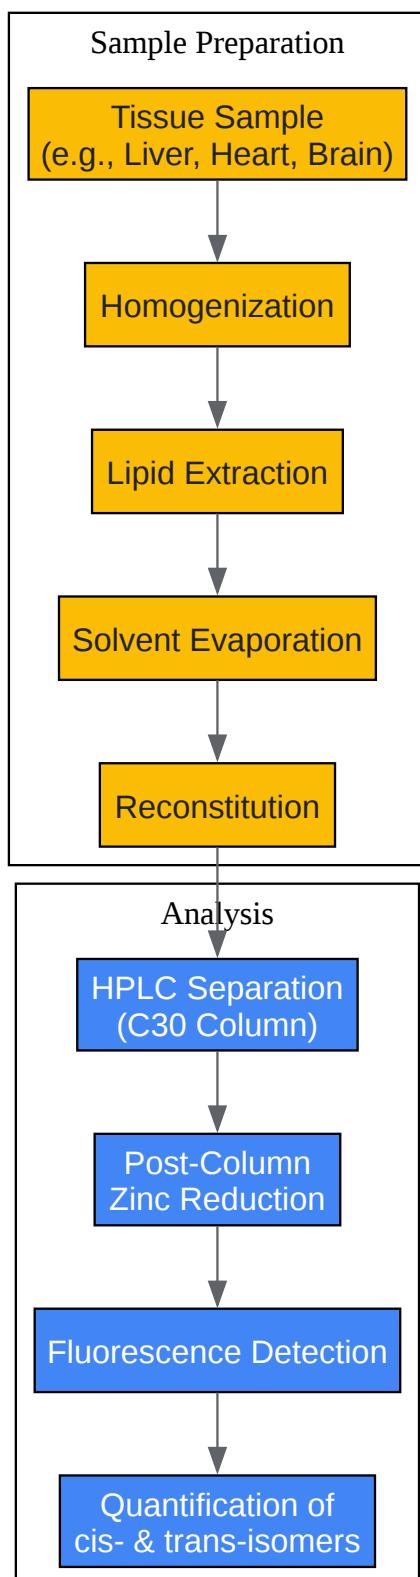 Sample Preparation
Tissue Sample
(e.g., Liver, Heart, Brain)
Homogenization
Lipid Extraction
Solvent Evaporation
Reconstitution
Analysis
HPLC Separation
(C30 Column)
Post-Column
Zinc Reduction
Fluorescence Detection
Quantification of
cis- & trans-isomers